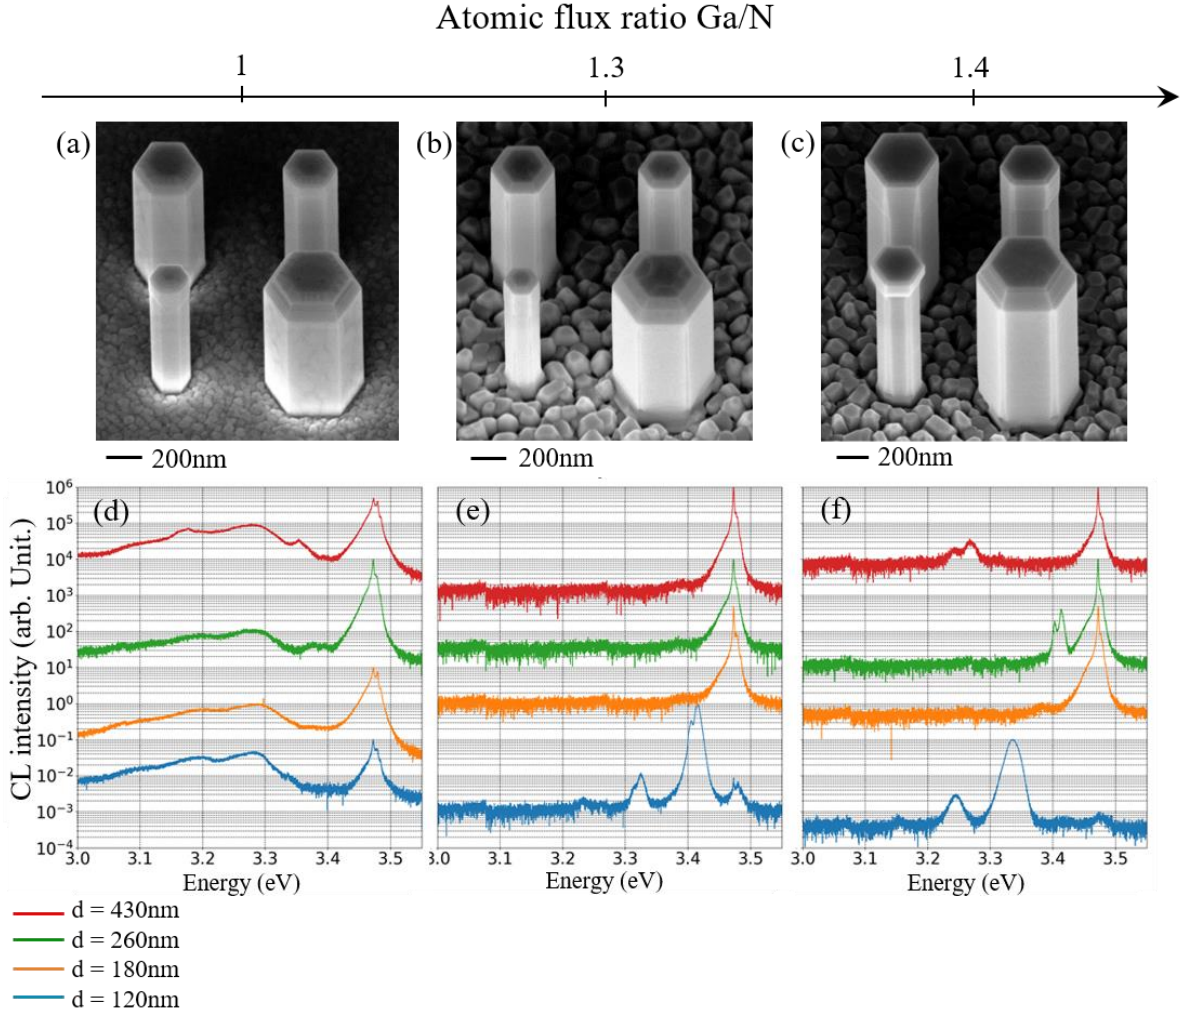 Atomic flux ratio Ga/N
1 1.3 1.4
(a) (b) (c)
200nm 200nm 200nm
CL intensity (arb. Unit.)
10⁶
10⁵
10⁴
10³
10²
10¹
10⁰
10⁻¹
10⁻²
10⁻³
10⁻⁴
(d) (e) (f)
3.0 3.1 3.2 3.3 3.4 3.5
3.0 3.1 3.2 3.3 3.4 3.5
3.0 3.1 3.2 3.3 3.4 3.5
Energy (eV) Energy (eV) Energy (eV)
d = 430nm
d = 260nm
d = 180nm
d = 120nm